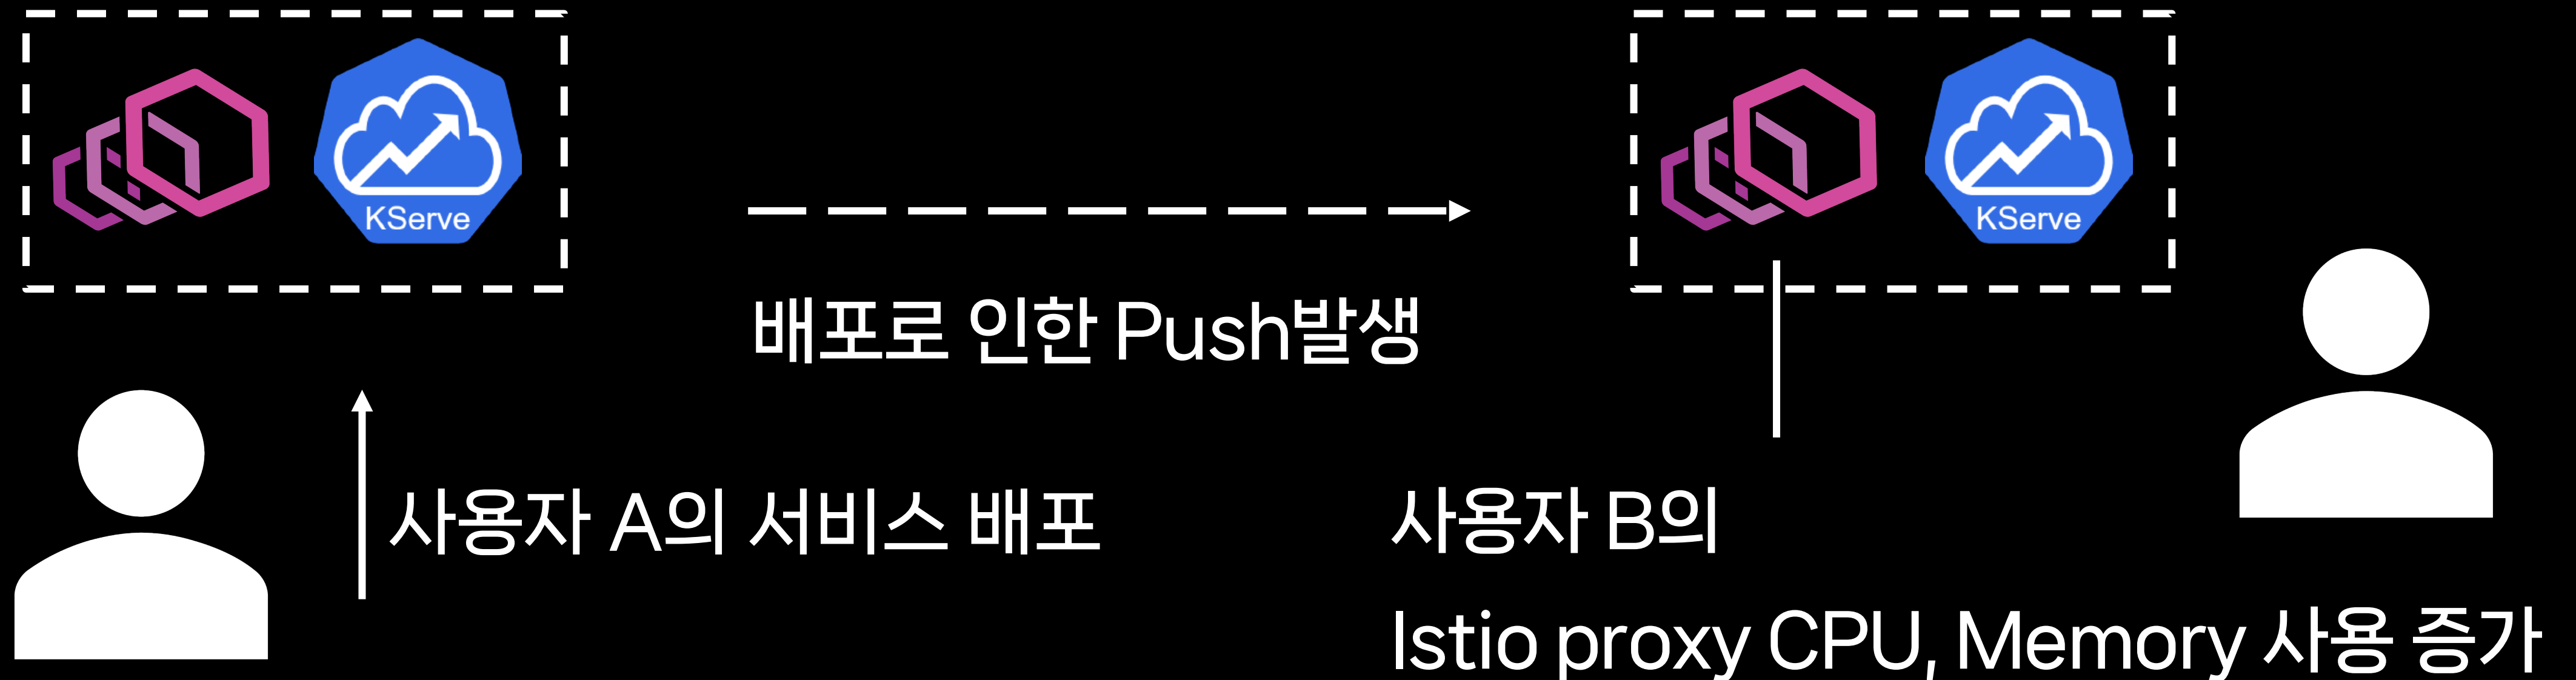 KServe
KServe
배포로 인한 Push발생
사용자 A의 서비스 배포
사용자 B의
Istio proxy CPU, Memory 사용 증가